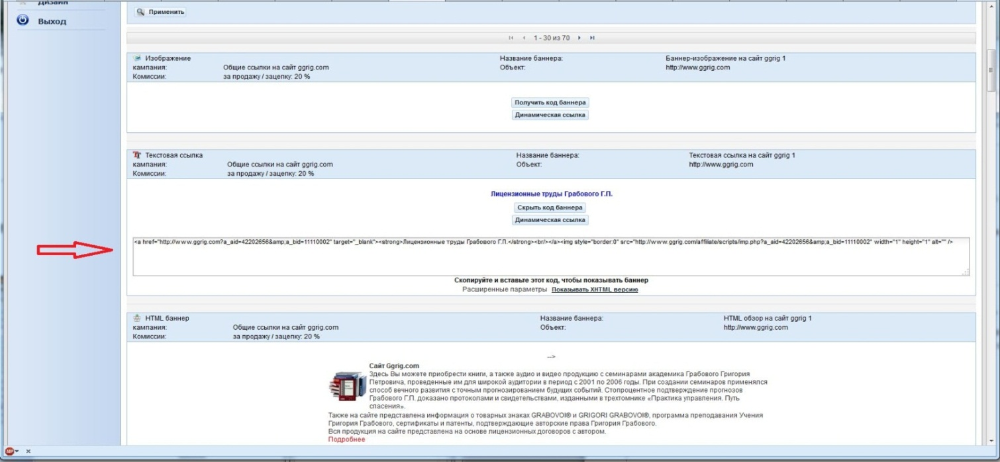 Дизайн
Выход
Применить
1 - 30 из 70
Изображение Название баннера: Баннер-изображение на сайт ggrig 1
кампания: Общие ссылки на сайт ggrig.com Объект: http://www.ggrig.com
Комиссии: за продажу / зацепку: 20 %
Получить код баннера
Динамическая ссылка
Текстовая ссылка Название баннера: Текстовая ссылка на сайт ggrig 1
кампания: Общие ссылки на сайт ggrig.com Объект: http://www.ggrig.com
Комиссии: за продажу / зацепку: 20 %
Лицензионные труды Грабового Г.П.
Скрыть код баннера
Динамическая ссылка
<a href="http://www.ggrig.com?a_aid=42202656&amp;a_bid=11110002" target="_blank"><strong>Лицензионные труды Грабового Г.П.</strong><br/></a><img style="border:0" src="http://www.ggrig.com/affiliate/scripts/imp.php?a_aid=42202656&amp;a_bid=11110002" width="1" height="1" alt="" />
Скопируйте и вставьте этот код, чтобы показывать баннер
Расширенные параметры Показывать XHTML версию
HTML баннер Название баннера: HTML обзор на сайт ggrig 1
кампания: Общие ссылки на сайт ggrig.com Объект: http://www.ggrig.com
Комиссии: за продажу / зацепку: 20 %
-->
Сайт Ggrig.com
Здесь Вы можете приобрести книги, а также аудио и видео продукцию с семинарами академика Грабового Григория
Петровича, проведенные им для широкой аудитории в период с 2001 по 2006 годы. При создании семинаров применялся
способ вечного развития с точным прогнозированием будущих событий. Стопроцентное подтверждение прогнозов
Грабового Г.П. доказано протоколами и свидетельствами, изданными в трехтомнике «Практика управления. Путь
спасения».
Также на сайте представлена информация о товарных знаках GRABOVOI® и GRIGORI GRABOVOI®, программа преподавания Учения
Григория Грабового, сертификаты и патенты, подтверждающие авторские права Григория Грабового.
Вся продукция на сайте представлена на основе лицензионных договоров с автором.
Подробнее
ABP